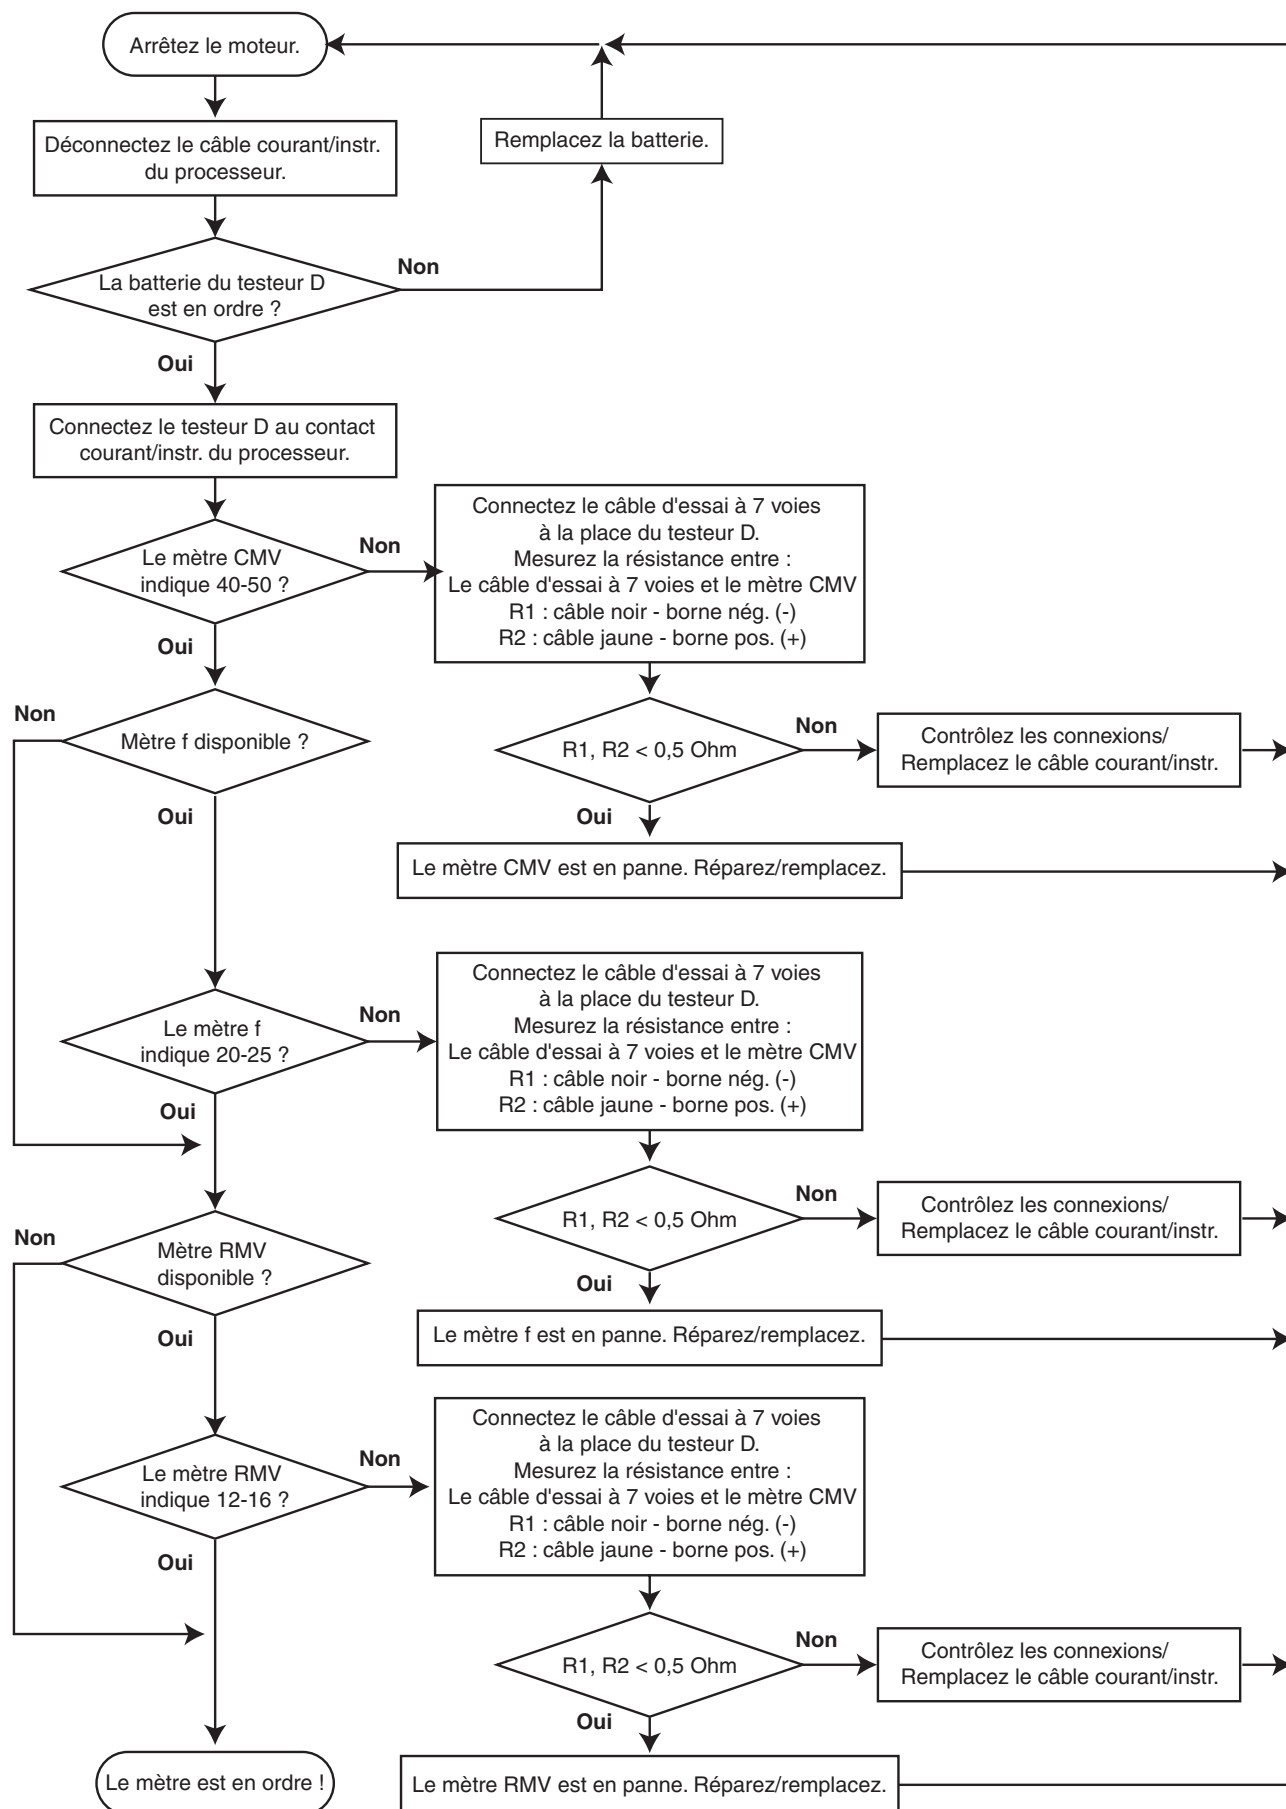 Arrêtez le moteur.
Déconnectez le câble courant/instr.
du processeur.
Remplacez la batterie.
La batterie du testeur D
est en ordre ?
Non
Oui
Connectez le testeur D au contact
courant/instr. du processeur.
Le mètre CMV
indique 40-50 ?
Non
Oui
Connectez le câble d'essai à 7 voies
à la place du testeur D.
Mesurez la résistance entre :
Le câble d'essai à 7 voies et le mètre CMV
R1 : câble noir - borne nég. (-)
R2 : câble jaune - borne pos. (+)
Non
Mètre f disponible ?
Oui
R1, R2 < 0,5 Ohm
Non
Oui
Contrôlez les connexions/
Remplacez le câble courant/instr.
Le mètre CMV est en panne. Réparez/remplacez.
Le mètre f
indique 20-25 ?
Non
Oui
Connectez le câble d'essai à 7 voies
à la place du testeur D.
Mesurez la résistance entre :
Le câble d'essai à 7 voies et le mètre CMV
R1 : câble noir - borne nég. (-)
R2 : câble jaune - borne pos. (+)
R1, R2 < 0,5 Ohm
Non
Oui
Contrôlez les connexions/
Remplacez le câble courant/instr.
Le mètre f est en panne. Réparez/remplacez.
Non
Mètre RMV
disponible ?
Oui
Le mètre RMV
indique 12-16 ?
Non
Oui
Connectez le câble d'essai à 7 voies
à la place du testeur D.
Mesurez la résistance entre :
Le câble d'essai à 7 voies et le mètre CMV
R1 : câble noir - borne nég. (-)
R2 : câble jaune - borne pos. (+)
R1, R2 < 0,5 Ohm
Non
Oui
Contrôlez les connexions/
Remplacez le câble courant/instr.
Le mètre RMV est en panne. Réparez/remplacez.
Le mètre est en ordre !